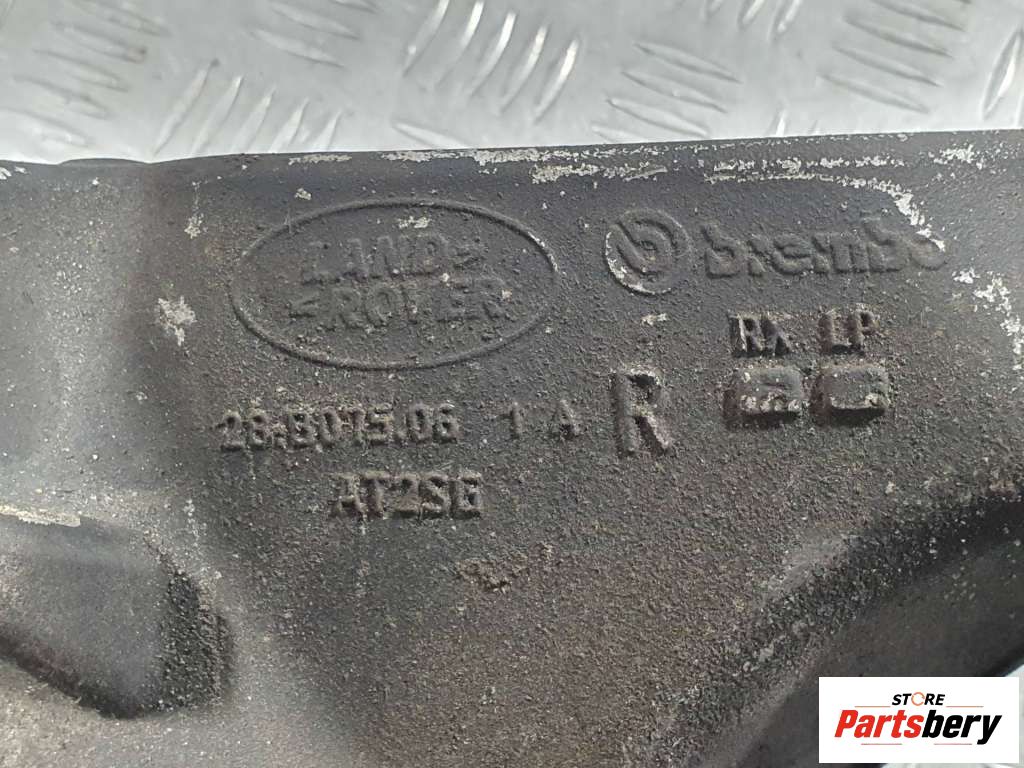 LAND
ROVER
brembo
RX LP
28.B075.06 1 A R
AT2SG
STORE
Partsbery